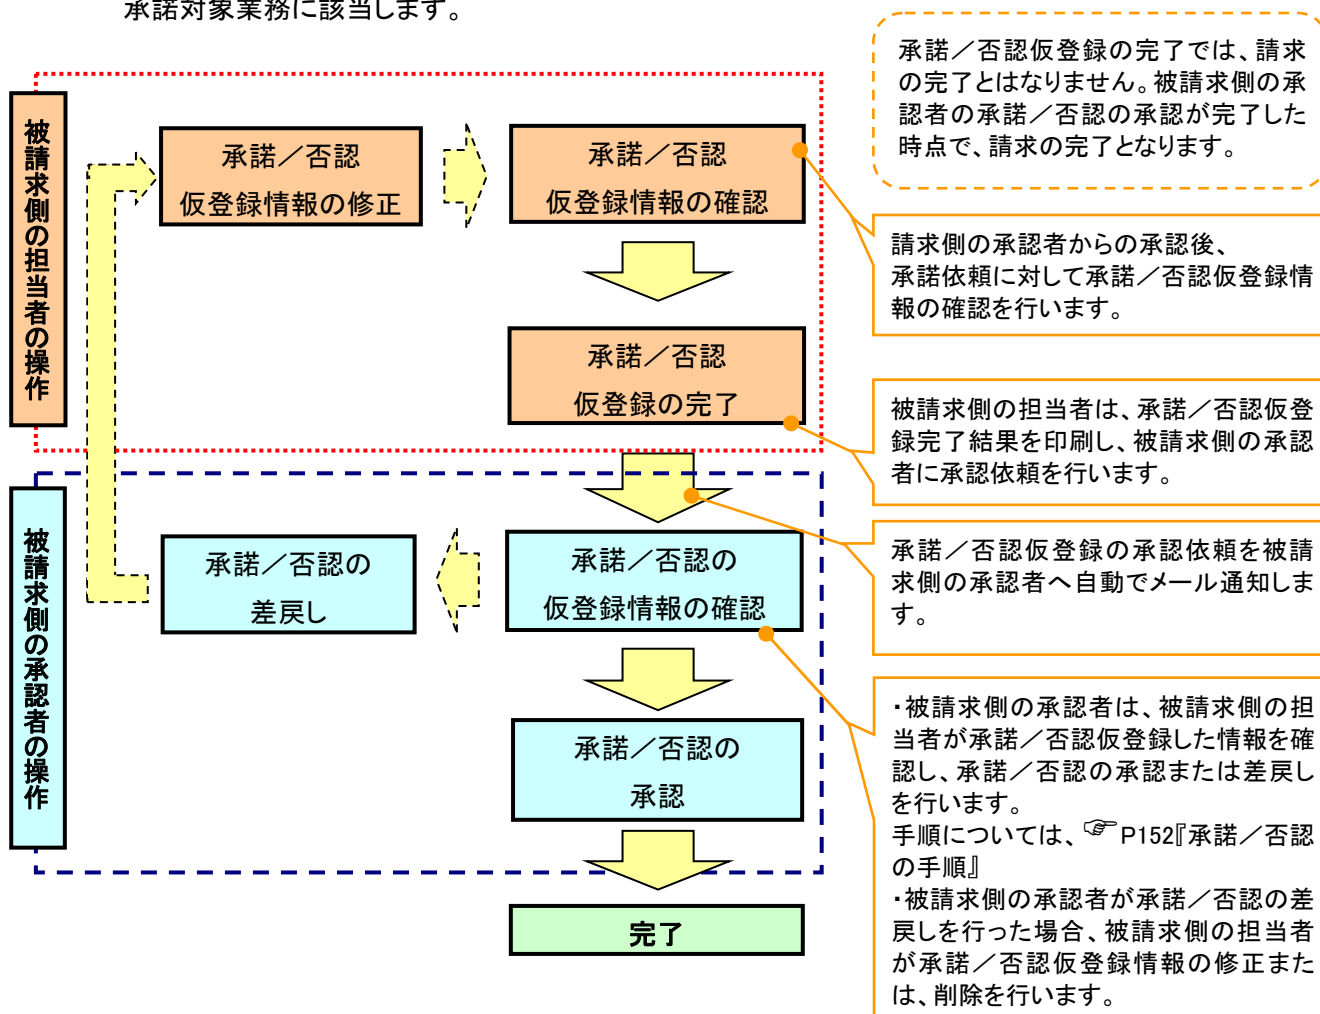 承諾対象業務に該当します。
承諾／否認仮登録の完了では、請求
の完了とはなりません。被請求側の承
認者の承諾／否認の承認が完了した
時点で、請求の完了となります。
被請求側の担当者の操作
承諾／否認
仮登録情報の修正
承諾／否認
仮登録情報の確認
請求側の承認者からの承認後、
承諾依頼に対して承諾／否認仮登録情
報の確認を行います。
承諾／否認
仮登録の完了
被請求側の担当者は、承諾／否認仮登
録完了結果を印刷し、被請求側の承認
者に承認依頼を行います。
被請求側の承認者の操作
承諾／否認の
差戻し
承諾／否認の
仮登録情報の確認
承諾／否認仮登録の承認依頼を被請
求側の承認者へ自動でメール通知しま
す。
承諾／否認の
承認
・被請求側の承認者は、被請求側の担
当者が承諾／否認仮登録した情報を確
認し、承諾／否認の承認または差戻し
を行います。
手順については、☞P152『承諾／否認
の手順』
・被請求側の承認者が承諾／否認の差
戻しを行った場合、被請求側の担当者
が承諾／否認仮登録情報の修正また
は、削除を行います。
完了